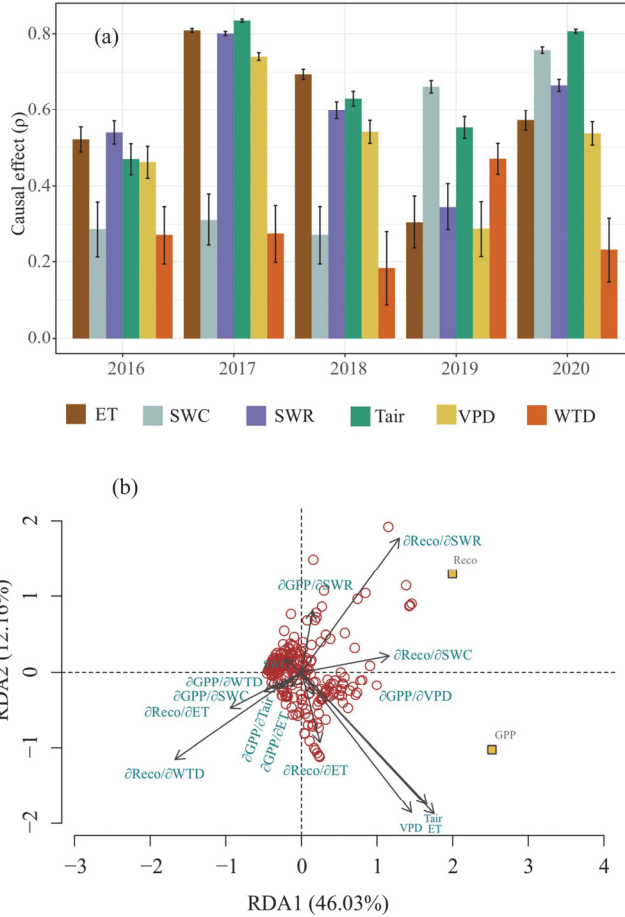 (a)
0.8
0.6
0.4
0.2
0.0
Causal effect (ρ)
2016 2017 2018 2019 2020
ET SWC SWR Tair VPD WTD
(b)
2
1
0
−1
−2
RDA2 (12.16%)
∂Reco/∂SWR
Reco
∂GPP/∂SWR
∂Reco/∂SWC
∂GPP/∂WTD
∂GPP/∂SWC
∂GPP/∂VPD
∂Reco/∂ET
∂GPP/∂Tair
∂GPP/∂ET
GPP
∂Reco/∂WTD
∂Reco/∂ET
Tair
VPD ET
−3 −2 −1 0 1 2 3 4
RDA1 (46.03%)